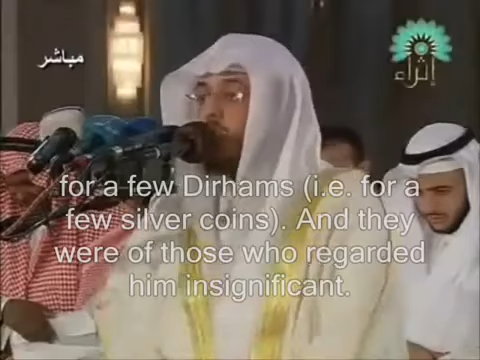 مباشر
إثراء
for a few Dirhams (i.e. for a
few silver coins). And they
were of those who regarded
him insignificant.